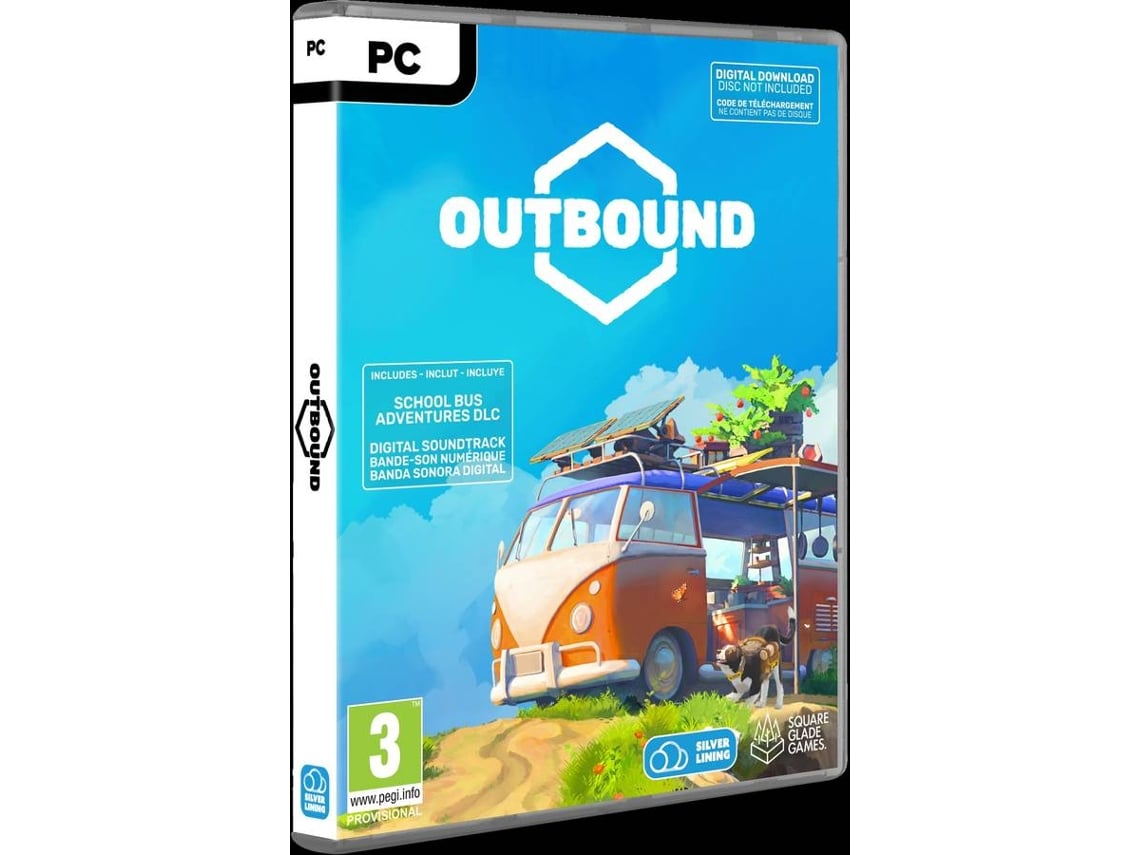 PC
PC
DIGITAL DOWNLOAD
DISC NOT INCLUDED
CODE DE TÉLÉCHARGEMENT
NE CONTIENT PAS DE DISQUE
OUTBOUND
OUTBOUND
INCLUDES - INCLUT - INCLUYE
SCHOOL BUS
ADVENTURES DLC
DIGITAL SOUNDTRACK
BANDE-SON NUMÉRIQUE
BANDA SONORA DIGITAL
3
TM
www.pegi.info
PROVISIONAL
SILVER
LINING
SILVER
LINING
SQUARE
GLADE
GAMES.